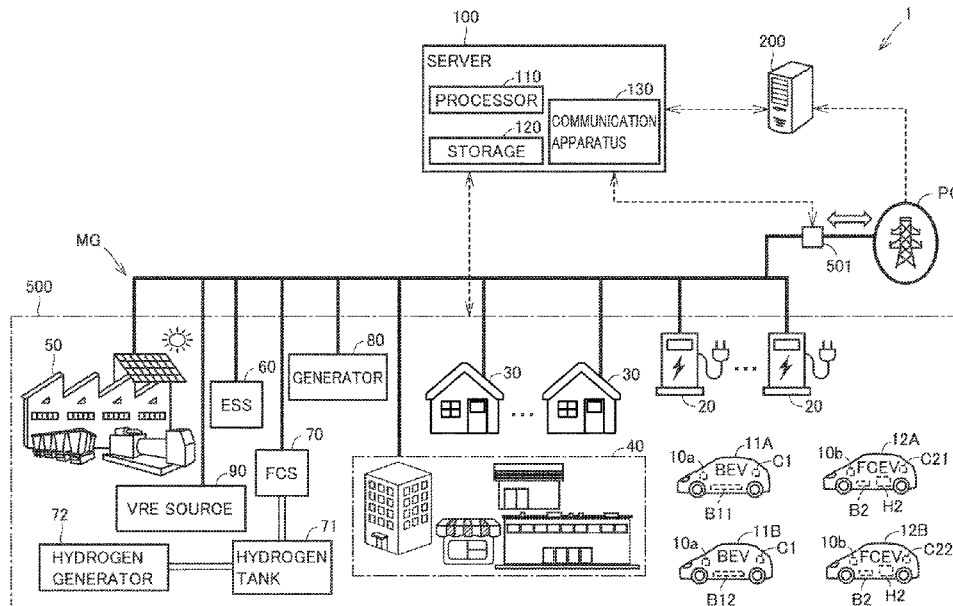 100
1
SERVER
200
110
130
PROCESSOR
COMMUNICATION
APPARATUS
120
STORAGE
MG
501
500
50
60
80
ESS
GENERATOR
30
...
30
...
20
20
70
FCS
90
VRE SOURCE
40
72
71
HYDROGEN
GENERATOR
HYDROGEN
TANK
11A
10a
BEV
C1
B11
12A
10b
FCEV
C21
B2
H2
11B
10a
BEV
C1
B12
12B
10b
FCEV
C22
B2
H2